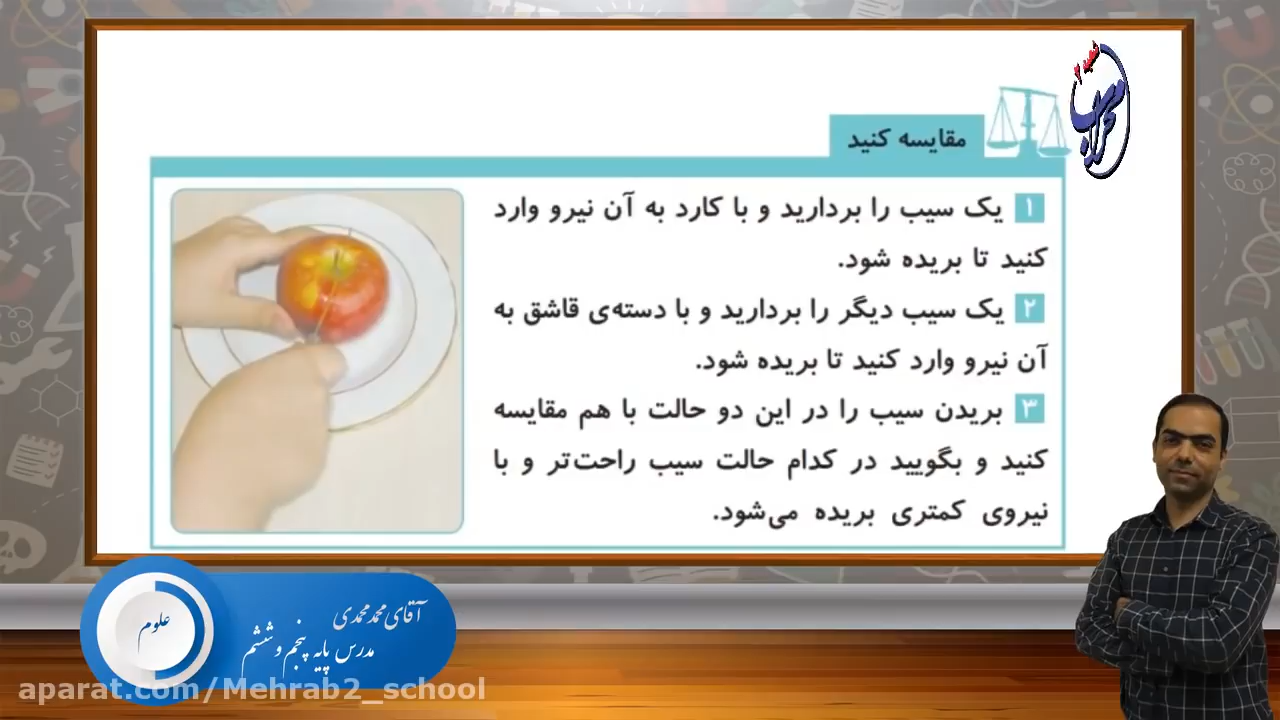 مقایسه کنید
۱ یک سیب را بردارید و با کارد به آن نیرو وارد
کنید تا بریده شود.
۲ یک سیب دیگر را بردارید و با دسته‌ی قاشق به
آن نیرو وارد کنید تا بریده شود.
۳ بریدن سیب را در این دو حالت با هم مقایسه
کنید و بگویید در کدام حالت سیب راحت‌تر و با
نیروی کمتری بریده می‌شود.
علوم
آقای محمد محمدی
مدرس پایه پنجم و ششم
aparat.com/Mehrab2_school